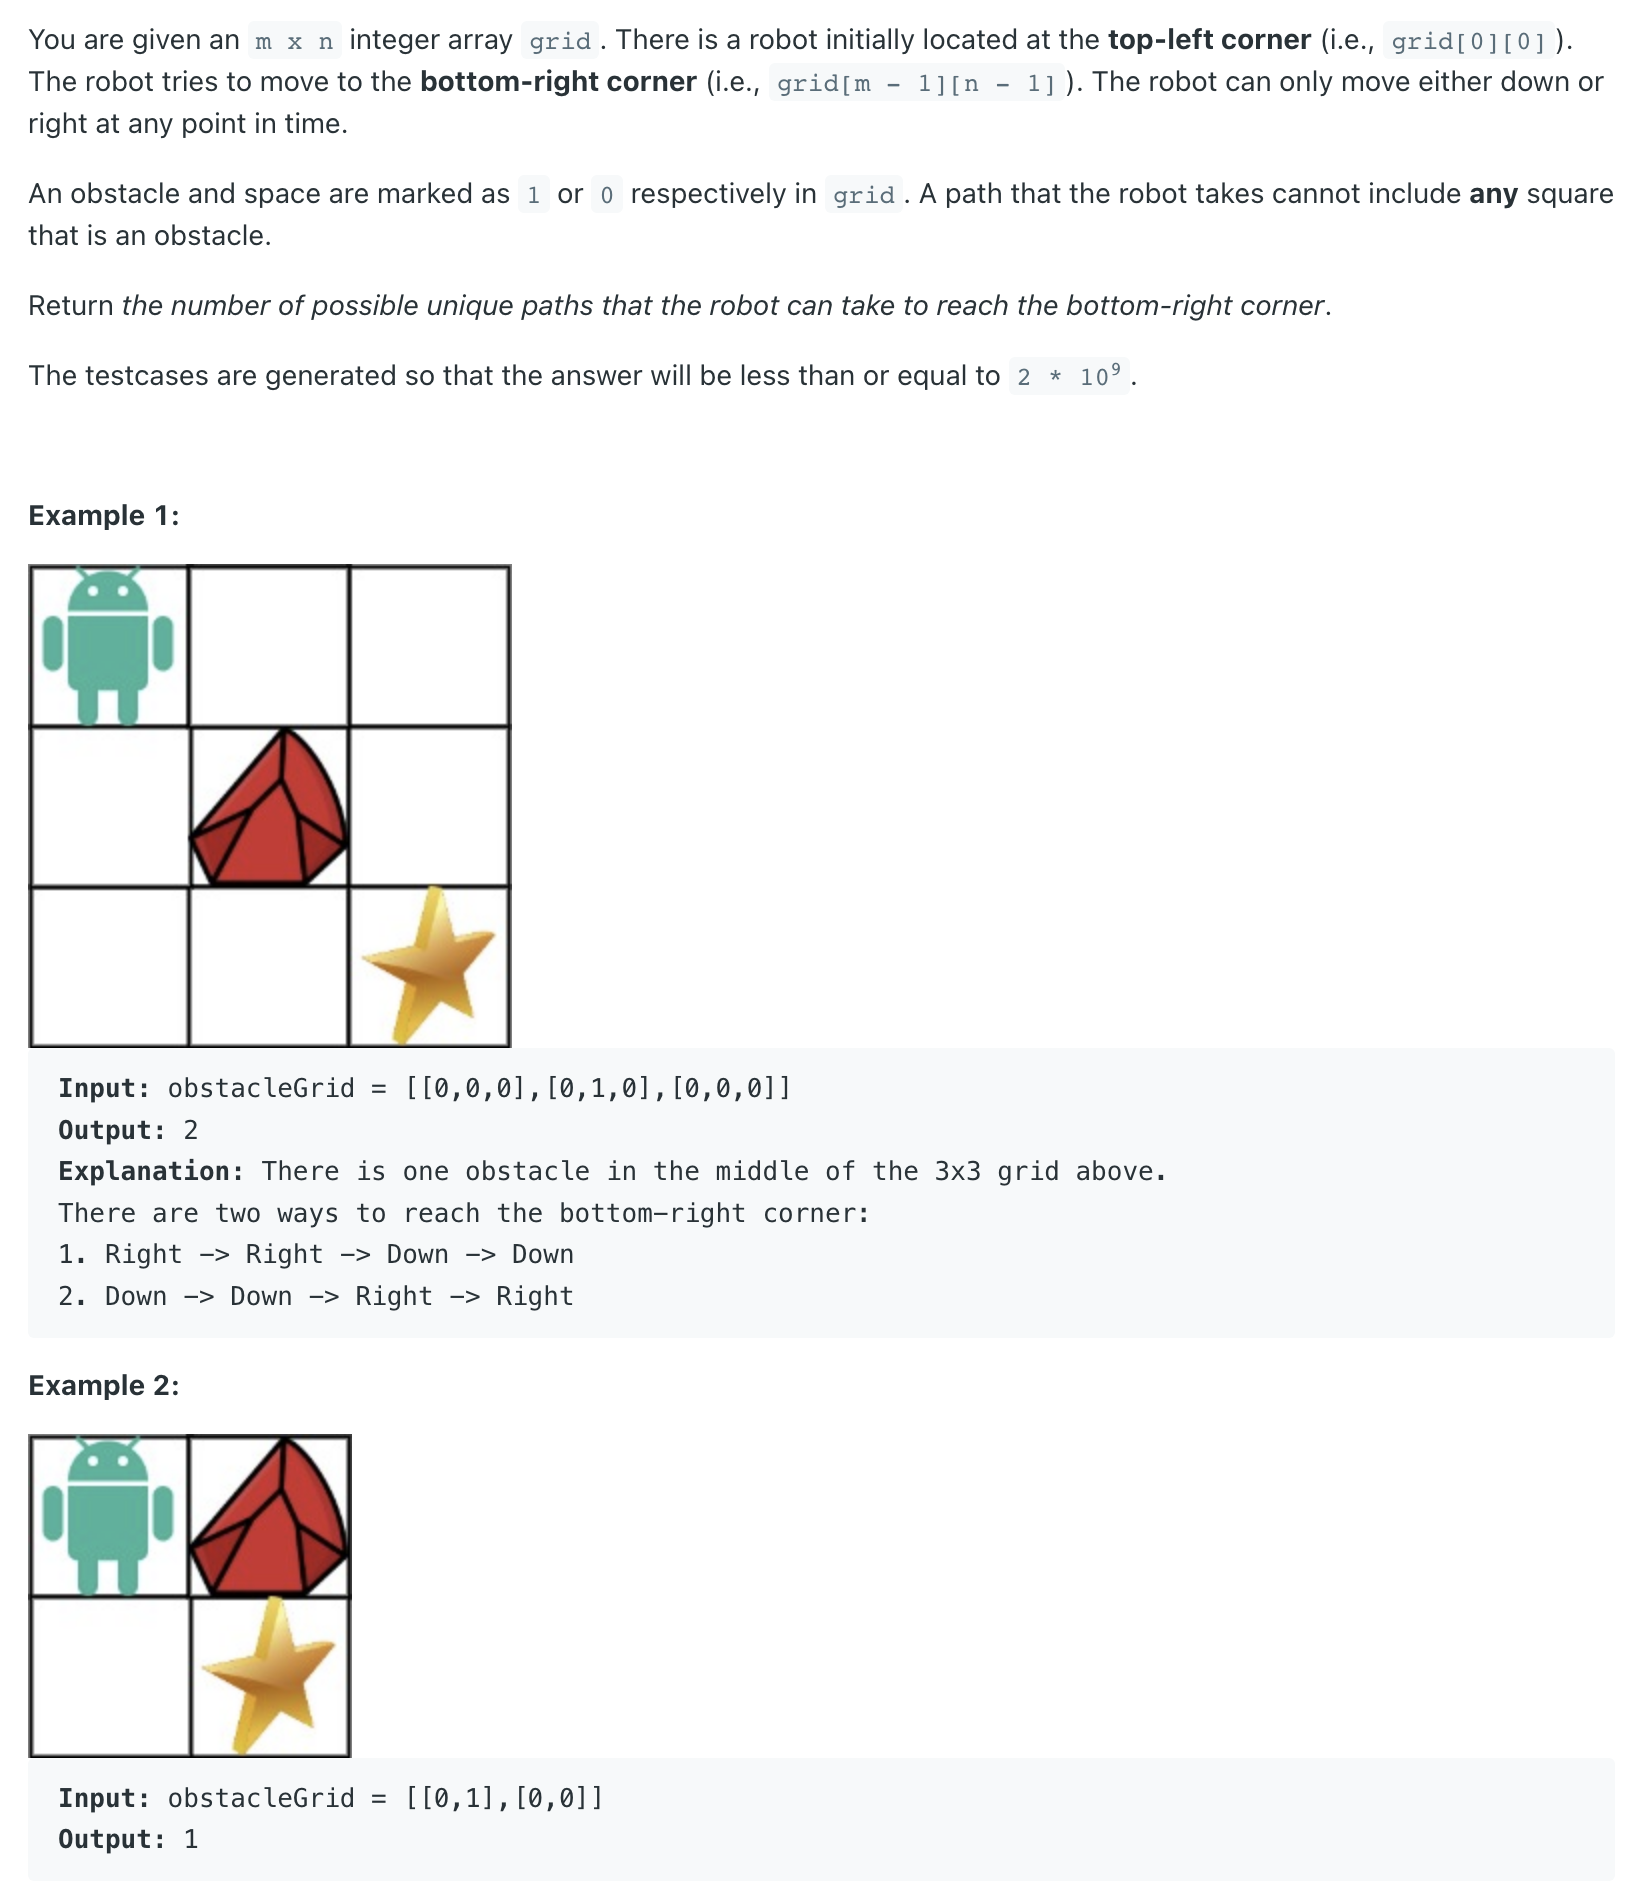 You are given an m x n integer array grid. There is a robot initially located at the top-left corner (i.e., grid[0][0]).
The robot tries to move to the bottom-right corner (i.e., grid[m - 1][n - 1]). The robot can only move either down or
right at any point in time.
An obstacle and space are marked as 1 or 0 respectively in grid. A path that the robot takes cannot include any square
that is an obstacle.
Return the number of possible unique paths that the robot can take to reach the bottom-right corner.
The testcases are generated so that the answer will be less than or equal to 2 * 10⁹.
Example 1:
Input: obstacleGrid = [[0,0,0],[0,1,0],[0,0,0]]
Output: 2
Explanation: There is one obstacle in the middle of the 3x3 grid above.
There are two ways to reach the bottom-right corner:
1. Right -> Right -> Down -> Down
2. Down -> Down -> Right -> Right
Example 2:
Input: obstacleGrid = [[0,1],[0,0]]
Output: 1